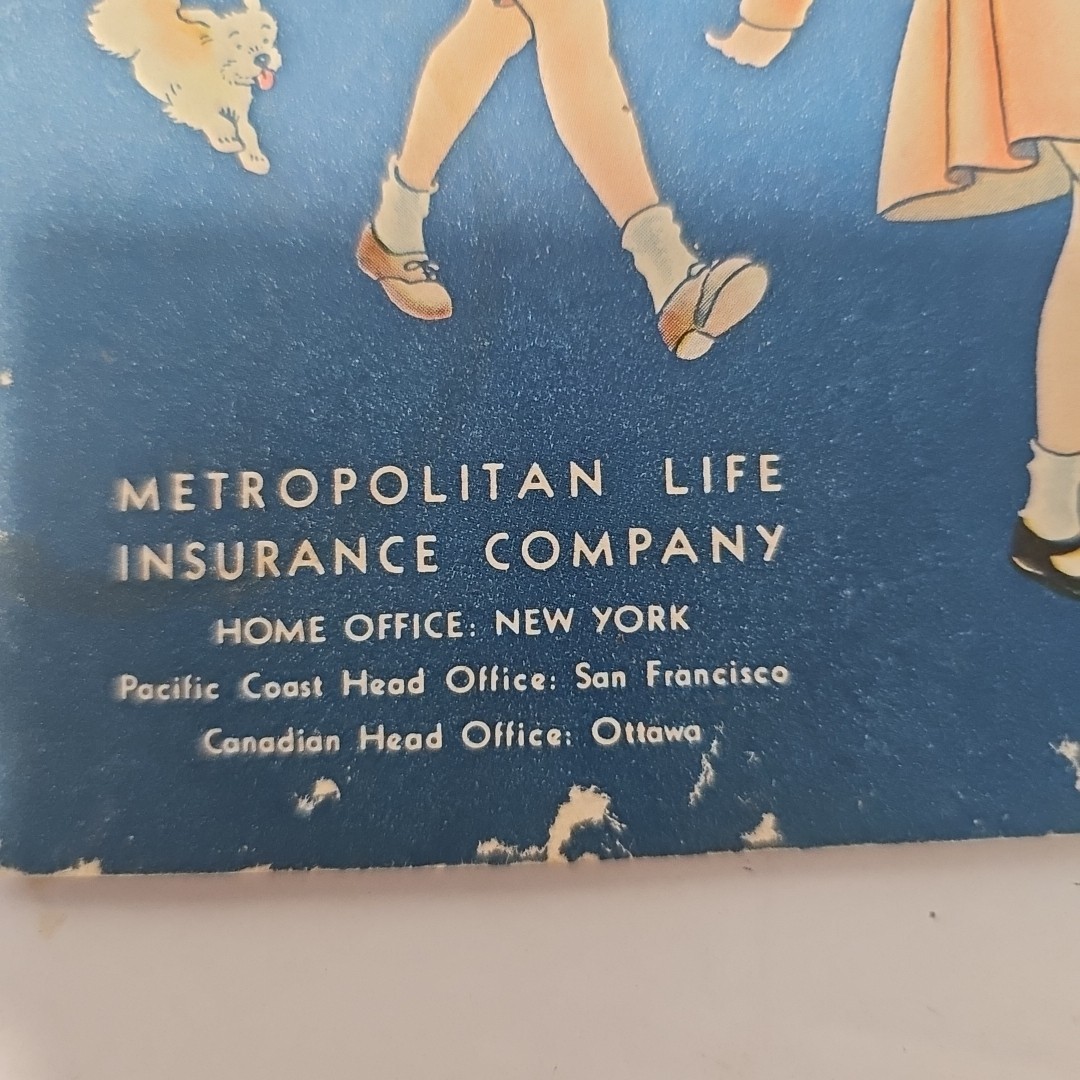 METROPOLITAN LIFE
INSURANCE COMPANY
HOME OFFICE: NEW YORK
Pacific Coast Head Office: San Francisco
Canadian Head Office: Ottawa